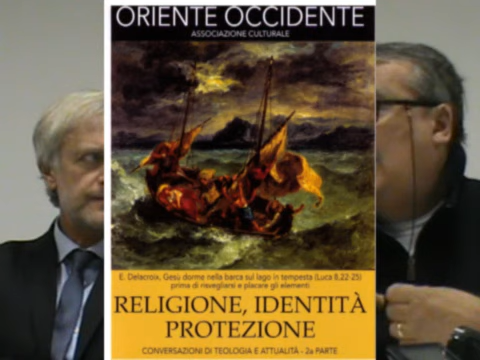 ORIENTE OCCIDENTE
ASSOCIAZIONE CULTURALE
E. Delacroix, Gesù dorme nella barca sul lago in tempesta (Luca 8,22-25)
prima di risvegliarsi e placare gli elementi
RELIGIONE, IDENTITÀ
PROTEZIONE
CONVERSAZIONI DI TEOLOGIA E ATTUALITÀ - 2a PARTE